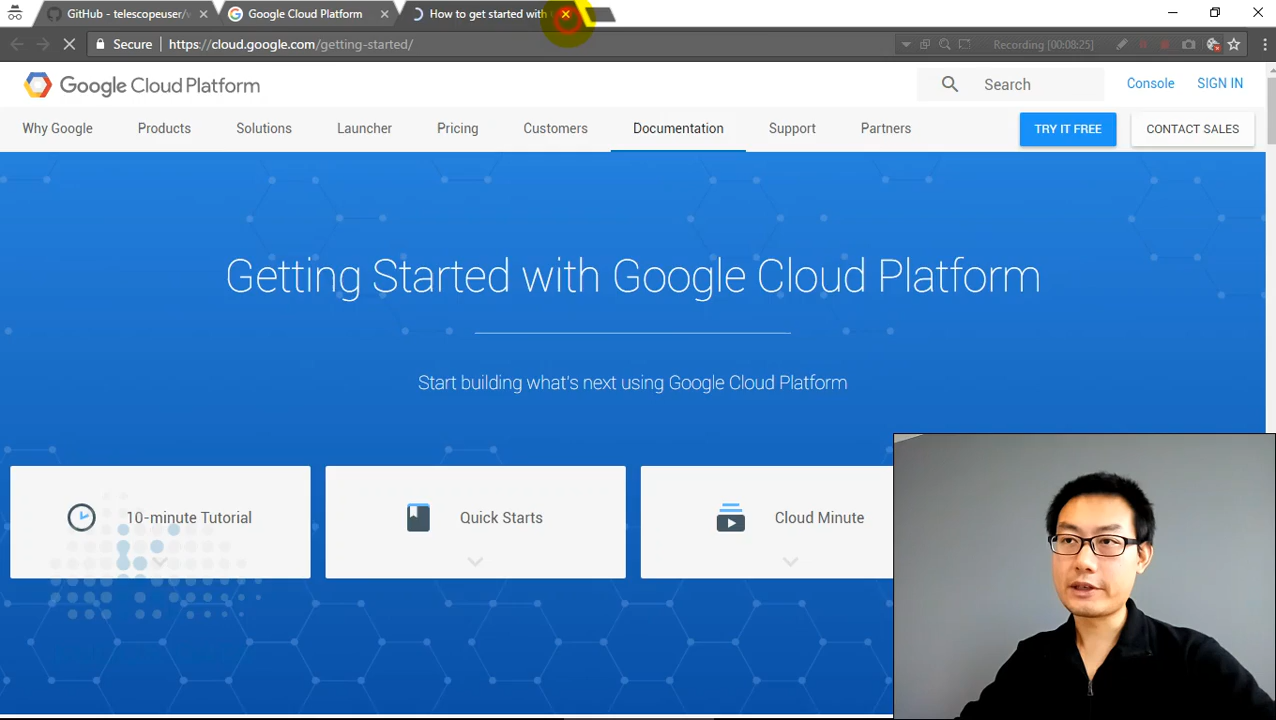 GitHub - telescopeuser/
Google Cloud Platform
How to get started with
Secure
https://cloud.google.com/getting-started/
Recording [00:08:25]
Google Cloud Platform
Search
Console
SIGN IN
Why Google
Products
Solutions
Launcher
Pricing
Customers
Documentation
Support
Partners
TRY IT FREE
CONTACT SALES
Getting Started with Google Cloud Platform
Start building what's next using Google Cloud Platform
10-minute Tutorial
Quick Starts
Cloud Minute